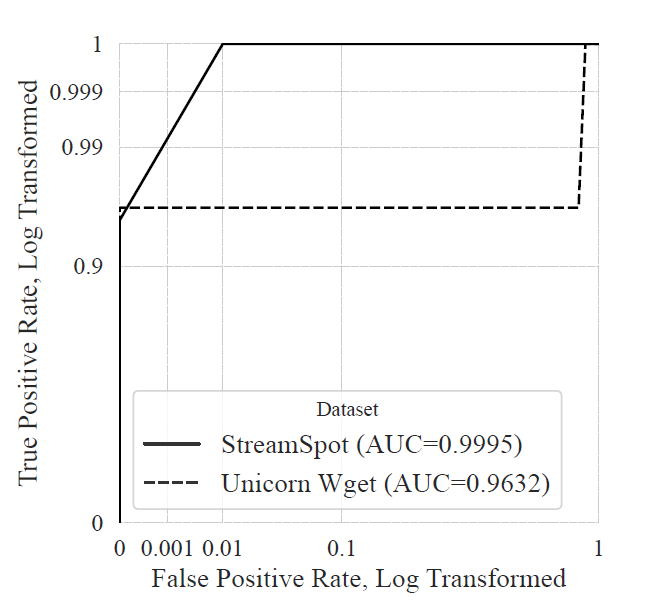 True Positive Rate, Log Transformed
1
0.999
0.99
0.9
0
Dataset
StreamSpot (AUC=0.9995)
Unicorn Wget (AUC=0.9632)
0 0.001 0.01 0.1 1
False Positive Rate, Log Transformed